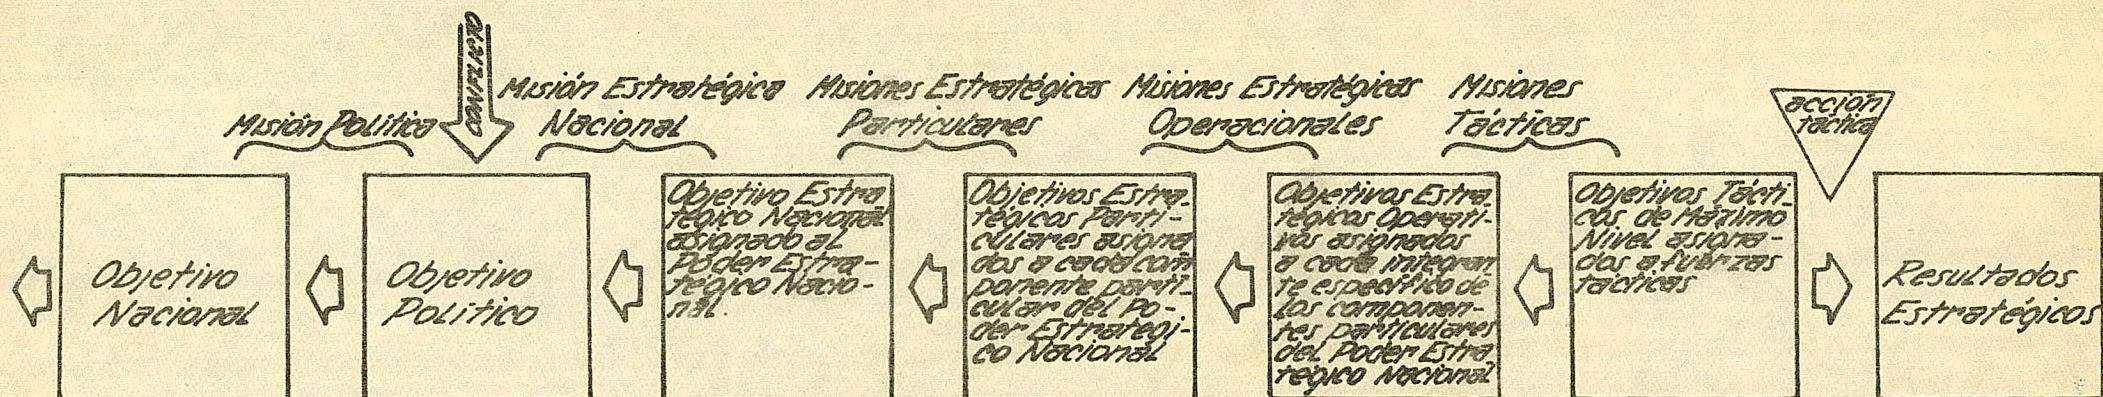 Misión Política
Misión Estratégica
Nacional
Misiones Estratégicas
Particulares
Misiones Estratégicas
Operacionales
Misiones
Tácticas
acción
táctica
Objetivo
Nacional
Objetivo
Político
Objetivo Estra
tégico Nacional
asignado al
Poder Estra-
tégico Nacio-
nal.
Objetivos Estra-
tégicos Parti-
culares asigna
dos a cada com
ponente parti-
cular del Po-
der Estratégi-
co Nacional
Objetivos Estra-
tégicos Operati-
vos asignados
a cada integran
te específico de
los componen-
tes particulares
del Poder Estra
tégico Nacional
Objetivos Tácti-
cos de Máximo
Nivel asigna-
dos a fuerzas
tácticas
Resultados
Estratégicos